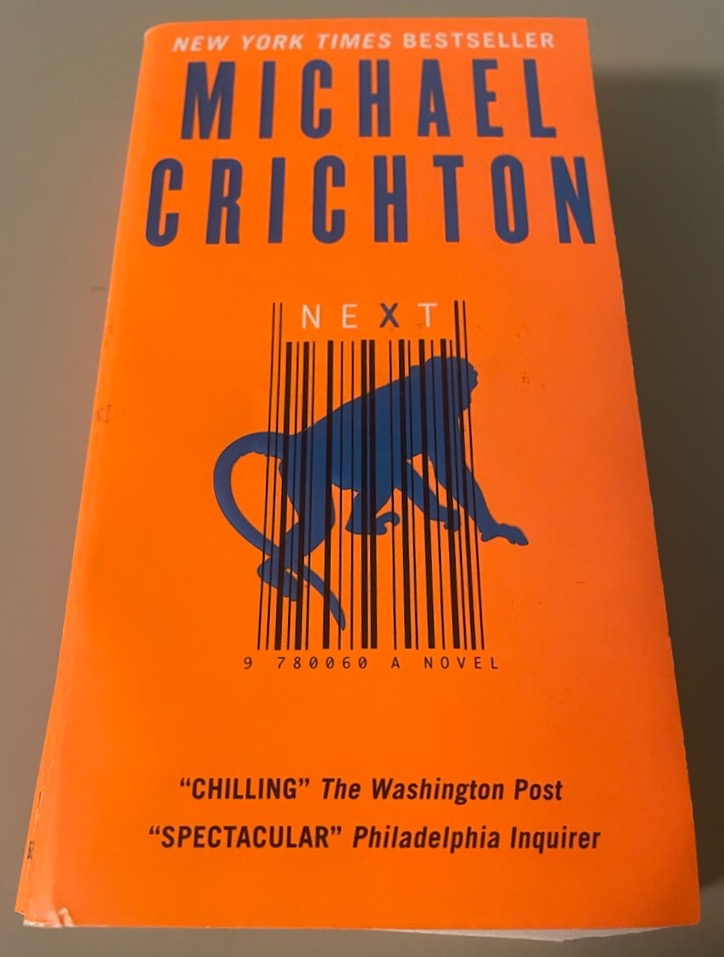 NEW YORK TIMES BESTSELLER
MICHAEL
CRICHTON
NEXT
9 780060 A NOVEL
“CHILLING” The Washington Post
“SPECTACULAR” Philadelphia Inquirer